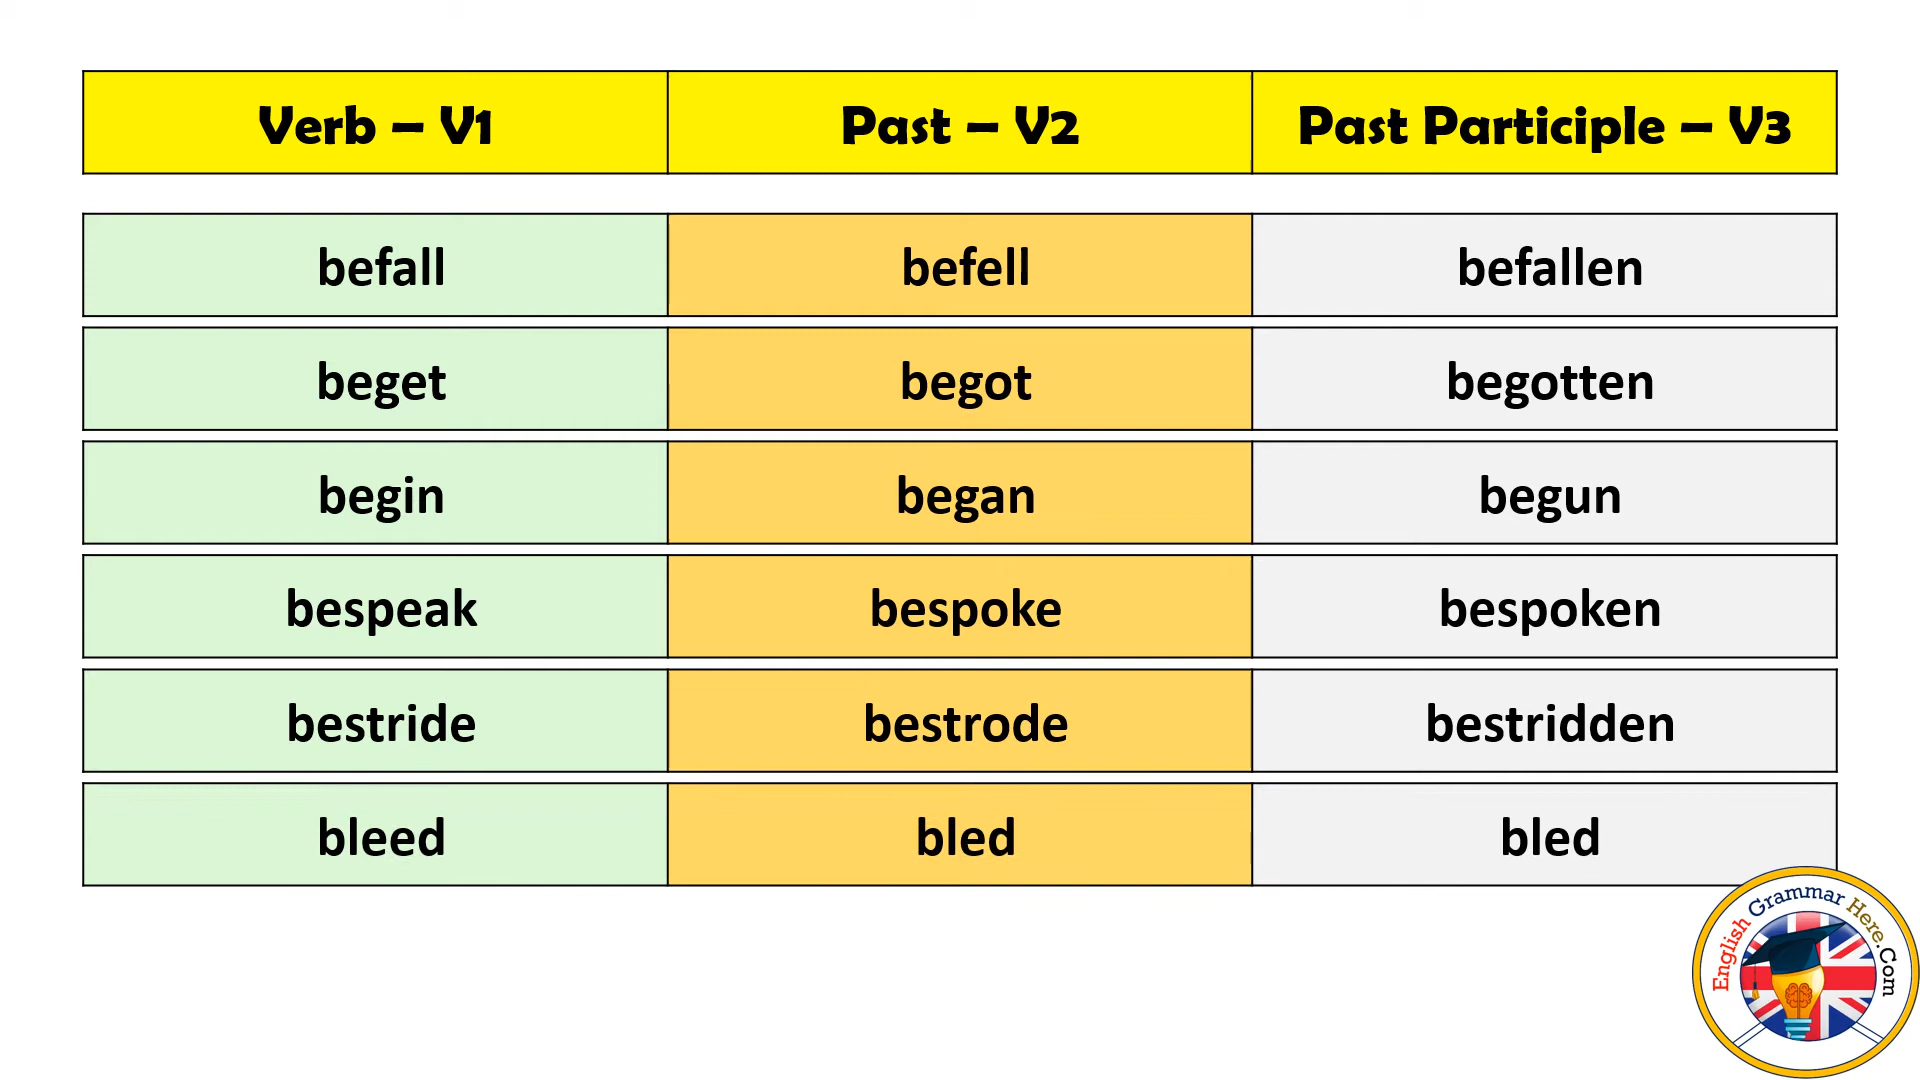 Verb – V1 Past – V2 Past Participle – V3
befall befell befallen
beget begot begotten
begin began begun
bespeak bespoke bespoken
bestride bestrode bestridden
bleed bled bled
English Grammar Here.Com